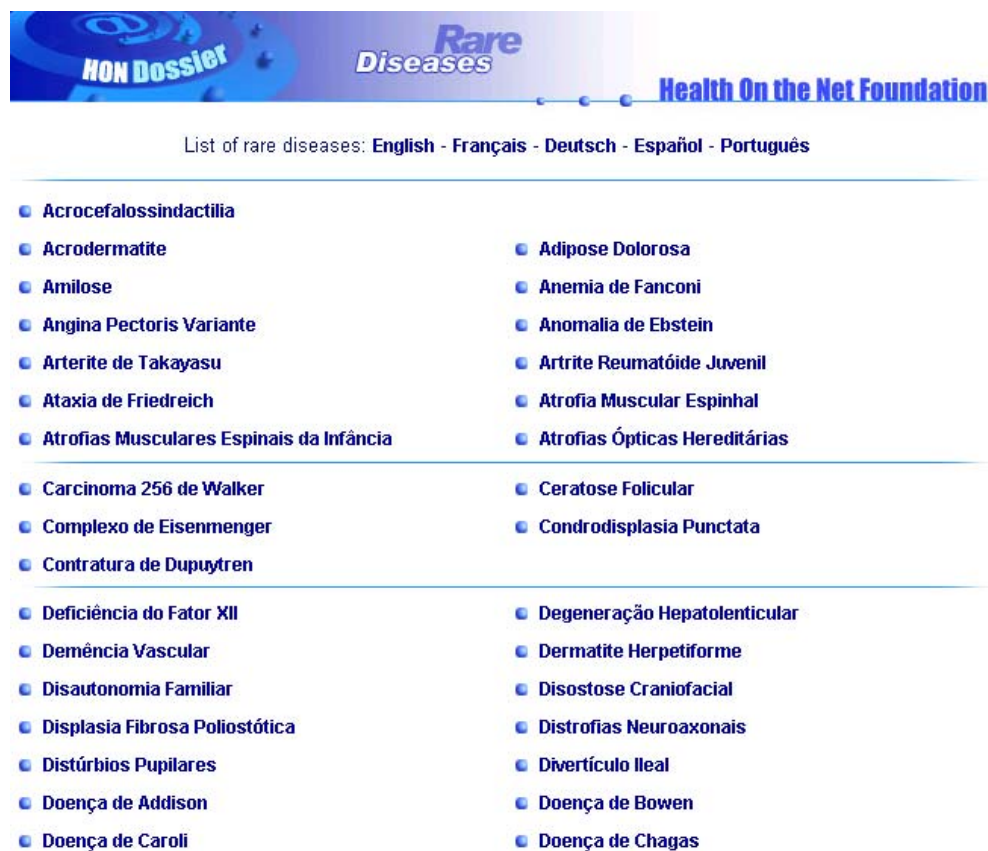 HON Dossier
Rare
Diseases
Health On the Net Foundation
List of rare diseases: English - Français - Deutsch - Español - Português
Acrocefalossindactilia
Acrodermatite Adipose Dolorosa
Amilose Anemia de Fanconi
Angina Pectoris Variante Anomalia de Ebstein
Arterite de Takayasu Artrite Reumatóide Juvenil
Ataxia de Friedreich Atrofia Muscular Espinhal
Atrofias Musculares Espinais da Infância Atrofias Ópticas Hereditárias
Carcinoma 256 de Walker Ceratose Folicular
Complexo de Eisenmenger Condrodisplasia Punctata
Contratura de Dupuytren
Deficiência do Fator XII Degeneração Hepatolenticular
Demência Vascular Dermatite Herpetiforme
Disautonomia Familiar Disostose Craniofacial
Displasia Fibrosa Poliostótica Distrofias Neuroaxonais
Distúrbios Pupilares Divertículo Ileal
Doença de Addison Doença de Bowen
Doença de Caroli Doença de Chagas